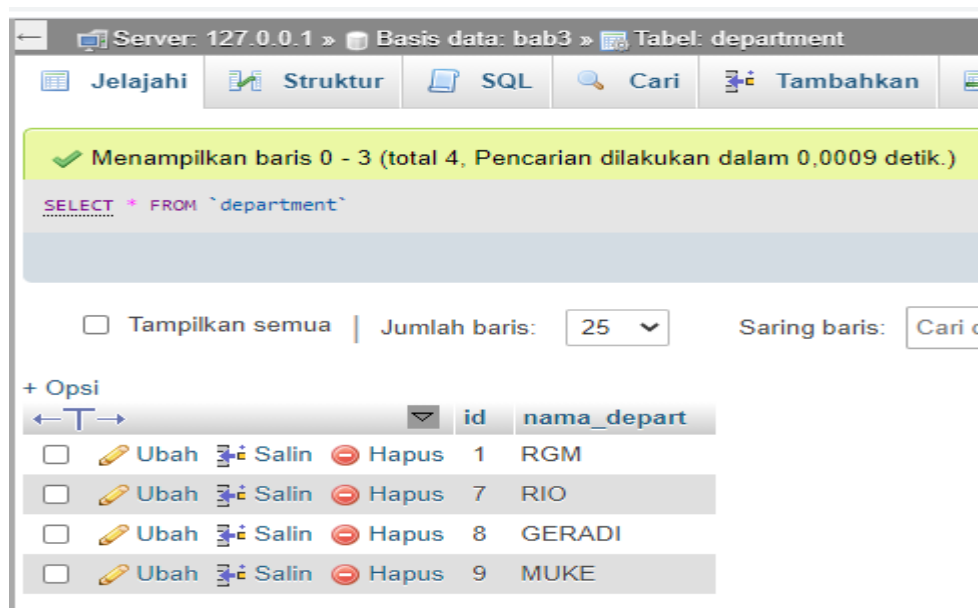 Server: 127.0.0.1 » Basis data: bab3 » Tabel: department
Jelajahi Struktur SQL Cari Tambahkan
Menampilkan baris 0 - 3 (total 4, Pencarian dilakukan dalam 0,0009 detik.)
SELECT * FROM `department`
Tampilkan semua | Jumlah baris: 25 Saring baris: Cari
+ Opsi
←T→ id nama_depart
Ubah Salin Hapus 1 RGM
Ubah Salin Hapus 7 RIO
Ubah Salin Hapus 8 GERADI
Ubah Salin Hapus 9 MUKE